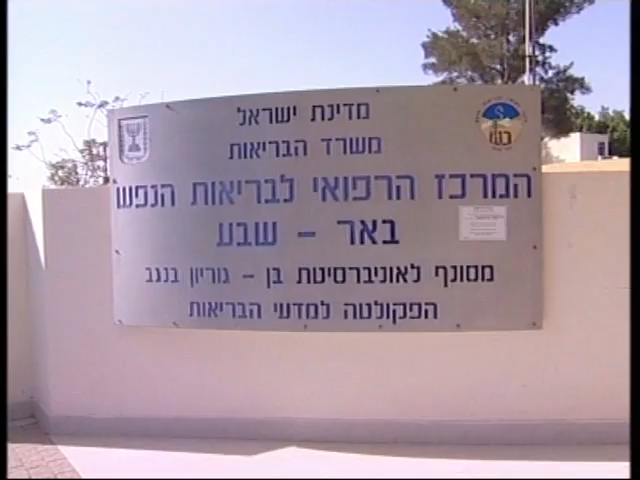 מדינת ישראל
משרד הבריאות
המרכז הרפואי לבריאות הנפש
באר - שבע
מסונף לאוניברסיטת בן - גוריון בנגב
הפקולטה למדעי הבריאות